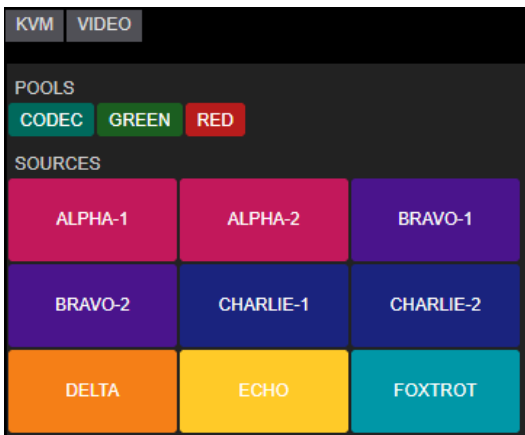 KVM VIDEO
POOLS
CODEC GREEN RED
SOURCES
ALPHA-1 ALPHA-2 BRAVO-1
BRAVO-2 CHARLIE-1 CHARLIE-2
DELTA ECHO FOXTROT